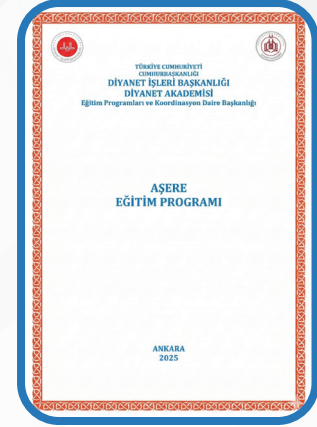 TÜRKİYE CUMHURİYETİ
CUMHURBAŞKANLIĞI
DİYANET İŞLERİ BAŞKANLIĞI
DİYANET AKADEMİSİ
Eğitim Programları ve Koordinasyon Daire Başkanlığı
AŞERE
EĞİTİM PROGRAMI
ANKARA
2025